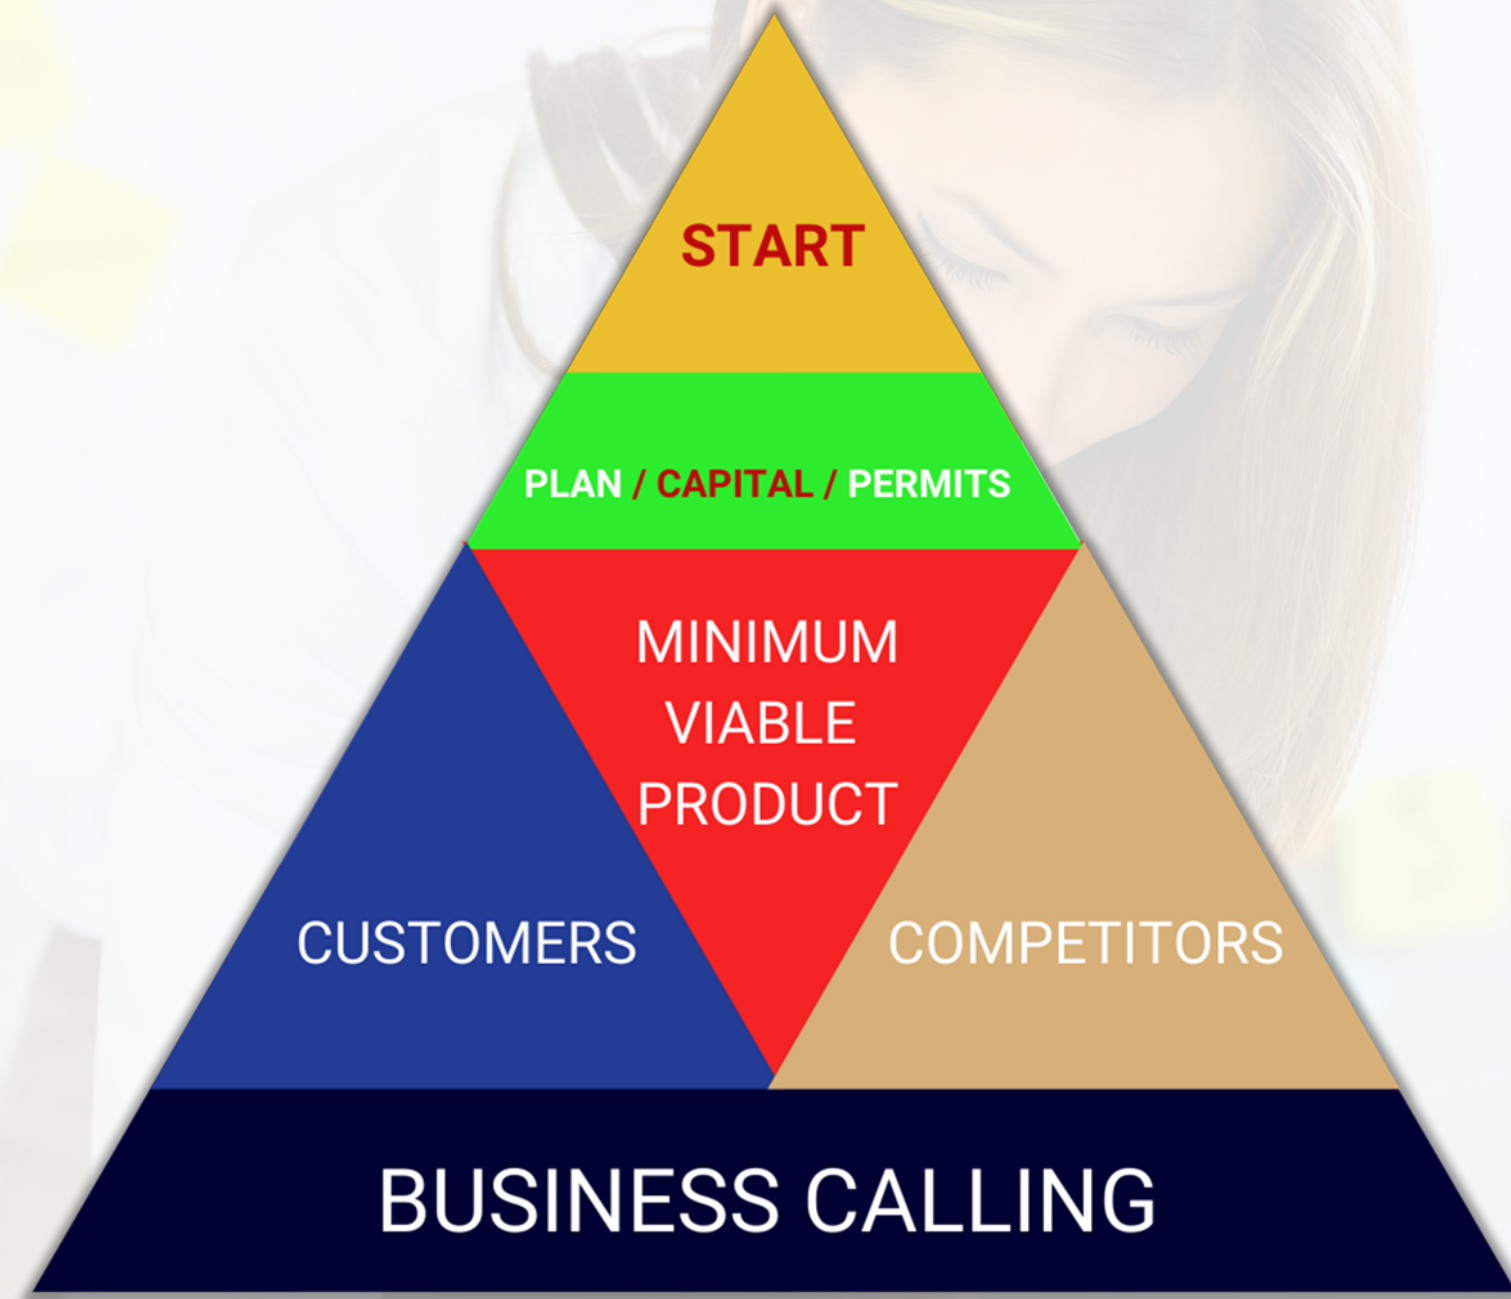 START
PLAN / CAPITAL / PERMITS
MINIMUM
VIABLE
PRODUCT
CUSTOMERS
COMPETITORS
BUSINESS CALLING